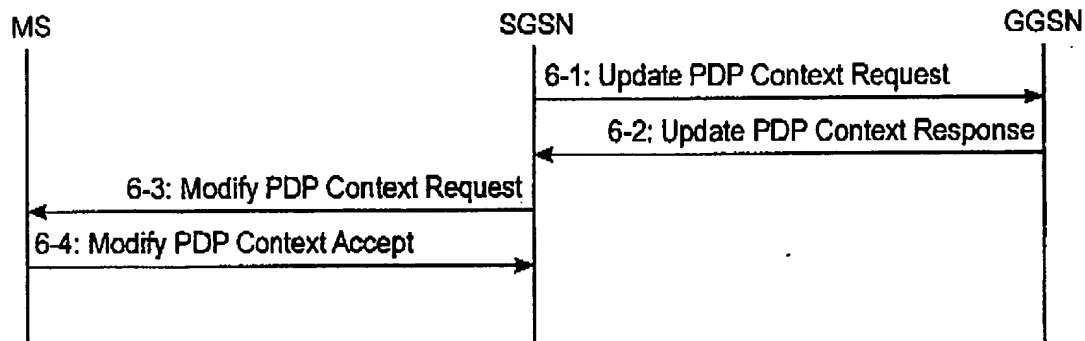 MS
SGSN
GGSN
6-1: Update PDP Context Request
6-2: Update PDP Context Response
6-3: Modify PDP Context Request
6-4: Modify PDP Context Accept